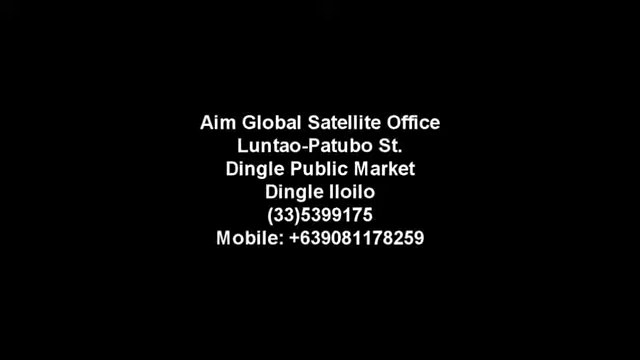 Aim Global Satellite Office
Luntao-Patubo St.
Dingle Public Market
Dingle Iloilo
(33)5399175
Mobile: +639081178259